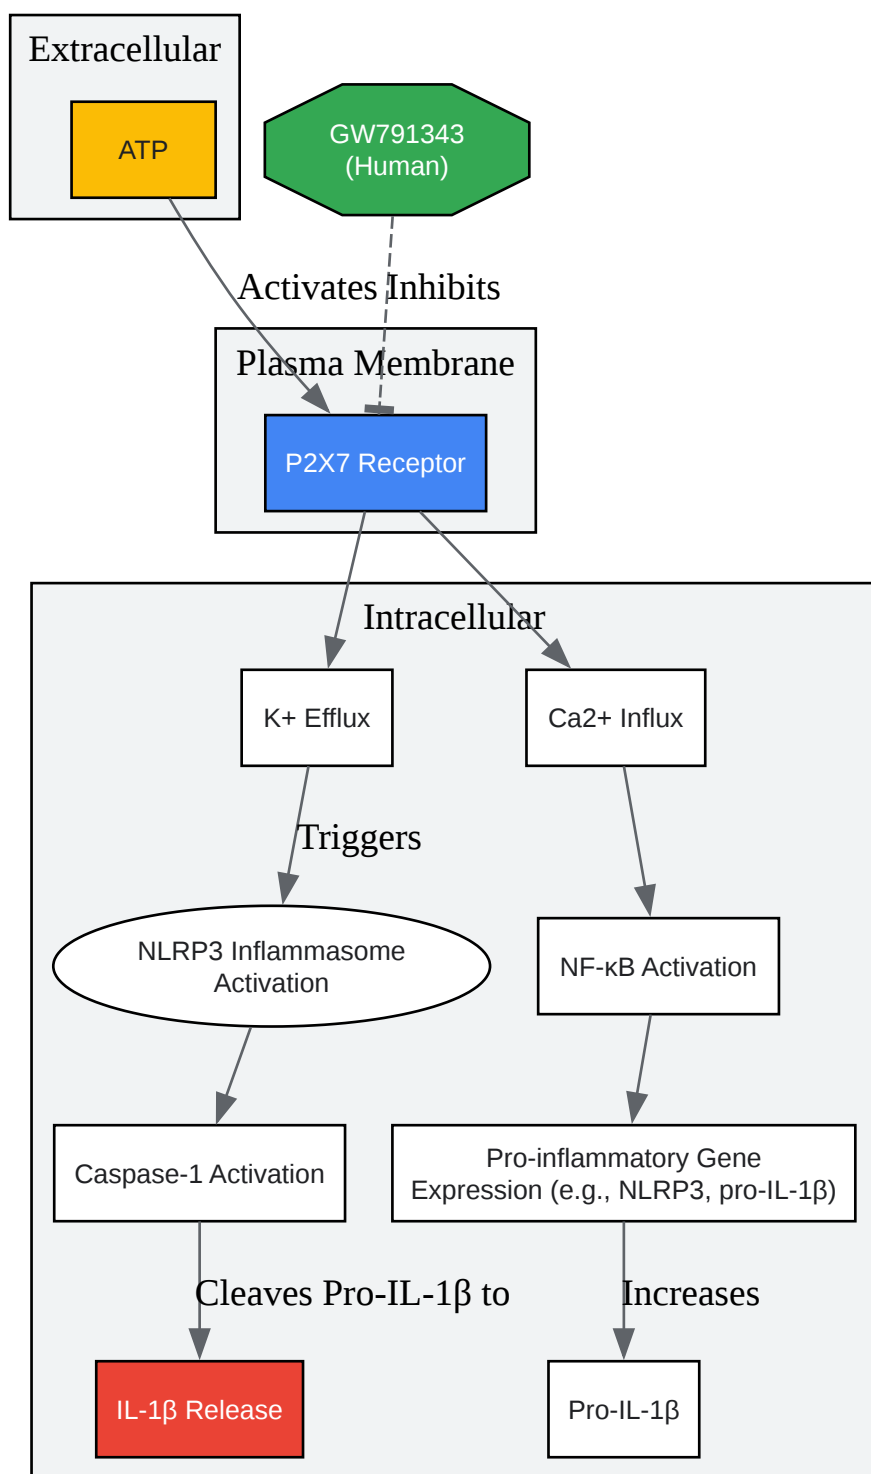 Extracellular
ATP
GW791343
(Human)
Activates
Inhibits
Plasma Membrane
P2X7 Receptor
Intracellular
K+ Efflux
Ca2+ Influx
Triggers
NLRP3 Inflammasome
Activation
NF-κB Activation
Caspase-1 Activation
Pro-inflammatory Gene
Expression (e.g., NLRP3, pro-IL-1β)
Cleaves Pro-IL-1β to
Increases
IL-1β Release
Pro-IL-1β